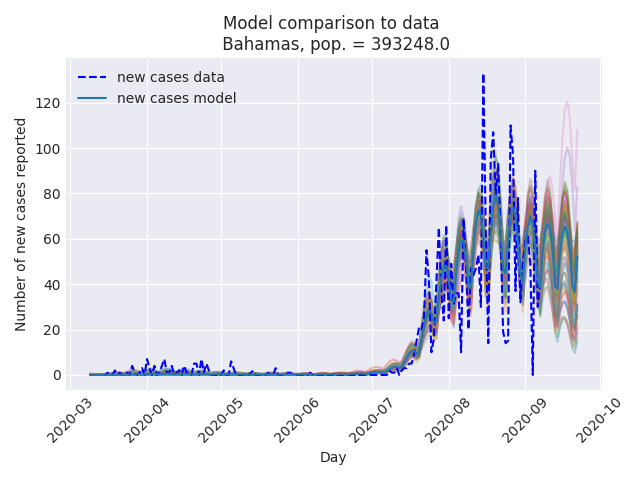 Model comparison to data
Bahamas, pop. = 393248.0
new cases data
new cases model
Number of new cases reported
120
100
80
60
40
20
0
2020-03
2020-04
2020-05
2020-06
2020-07
2020-08
2020-09
2020-10
Day